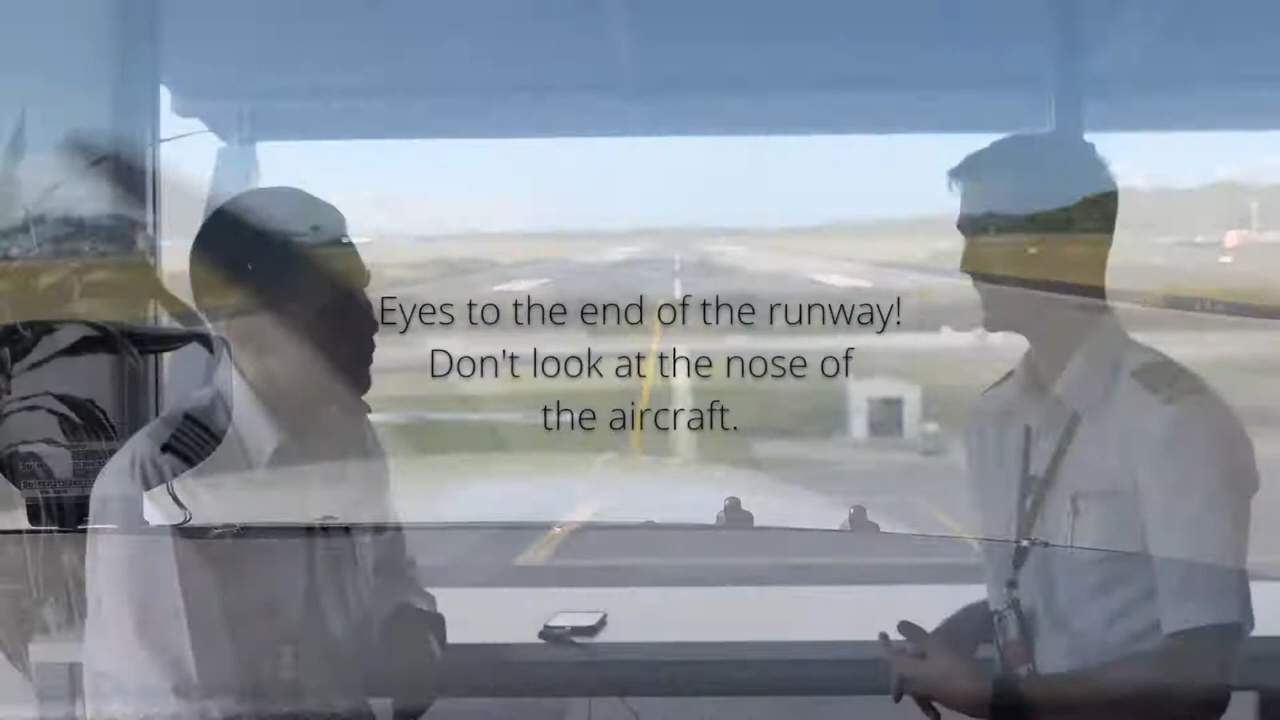 Eyes to the end of the runway!
Don't look at the nose of
the aircraft.